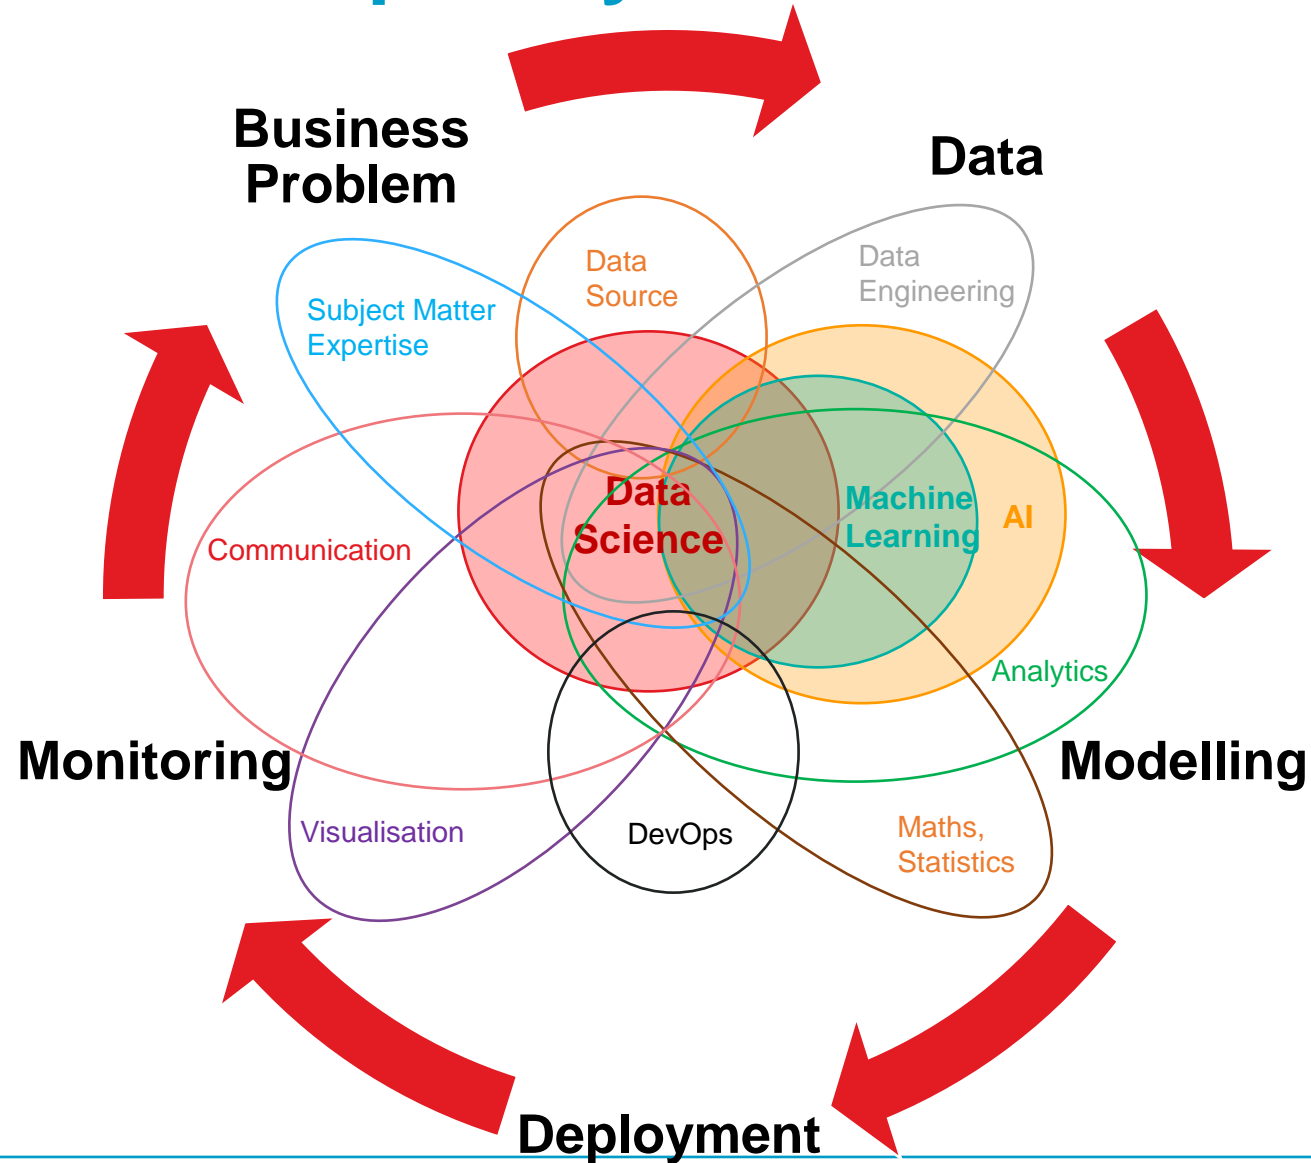 Business
Problem
Data
Data
Source
Data
Engineering
Subject Matter
Expertise
Data
Science
Machine
Learning
AI
Communication
Analytics
Monitoring
Modelling
Visualisation
DevOps
Maths,
Statistics
Deployment